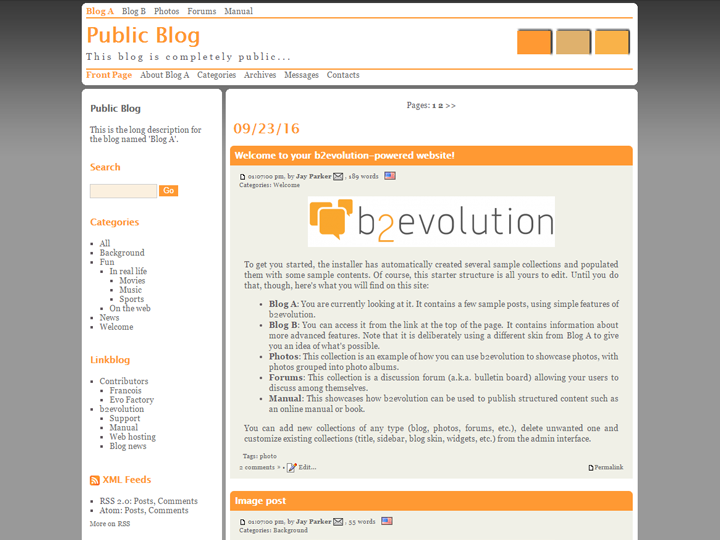 Blog A Blog B Photos Forums Manual
Public Blog
This blog is completely public...
Front Page About Blog A Categories Archives Messages Contacts
Public Blog
This is the long description for
the blog named 'Blog A'.
Search
Go
Categories
All
Background
Fun
In real life
Movies
Music
Sports
On the web
News
Welcome
Linkblog
Contributors
Francois
Evo Factory
b2evolution
Support
Manual
Web hosting
Blog news
XML Feeds
RSS 2.0: Posts, Comments
Atom: Posts, Comments
More on RSS
Pages: 1 2 >>
09/23/16
Welcome to your b2evolution-powered website!
01:07:00 pm, by Jay Parker , 189 words
Categories: Welcome
b2evolution
To get you started, the installer has automatically created several sample collections and populated
them with some sample contents. Of course, this starter structure is all yours to edit. Until you do
that, though, here's what you will find on this site:
Blog A: You are currently looking at it. It contains a few sample posts, using simple features of
b2evolution.
Blog B: You can access it from the link at the top of the page. It contains information about
more advanced features. Note that it is deliberately using a different skin from Blog A to give
you an idea of what's possible.
Photos: This collection is an example of how you can use b2evolution to showcase photos, with
photos grouped into photo albums.
Forums: This collection is a discussion forum (a.k.a. bulletin board) allowing your users to
discuss among themselves.
Manual: This showcases how b2evolution can be used to publish structured content such as
an online manual or book.
You can add new collections of any type (blog, photos, forums, etc.), delete unwanted one and
customize existing collections (title, sidebar, blog skin, widgets, etc.) from the admin interface.
Tags: photo
2 comments » • Edit... Permalink
Image post
01:07:00 pm, by Jay Parker , 55 words
Categories: Background